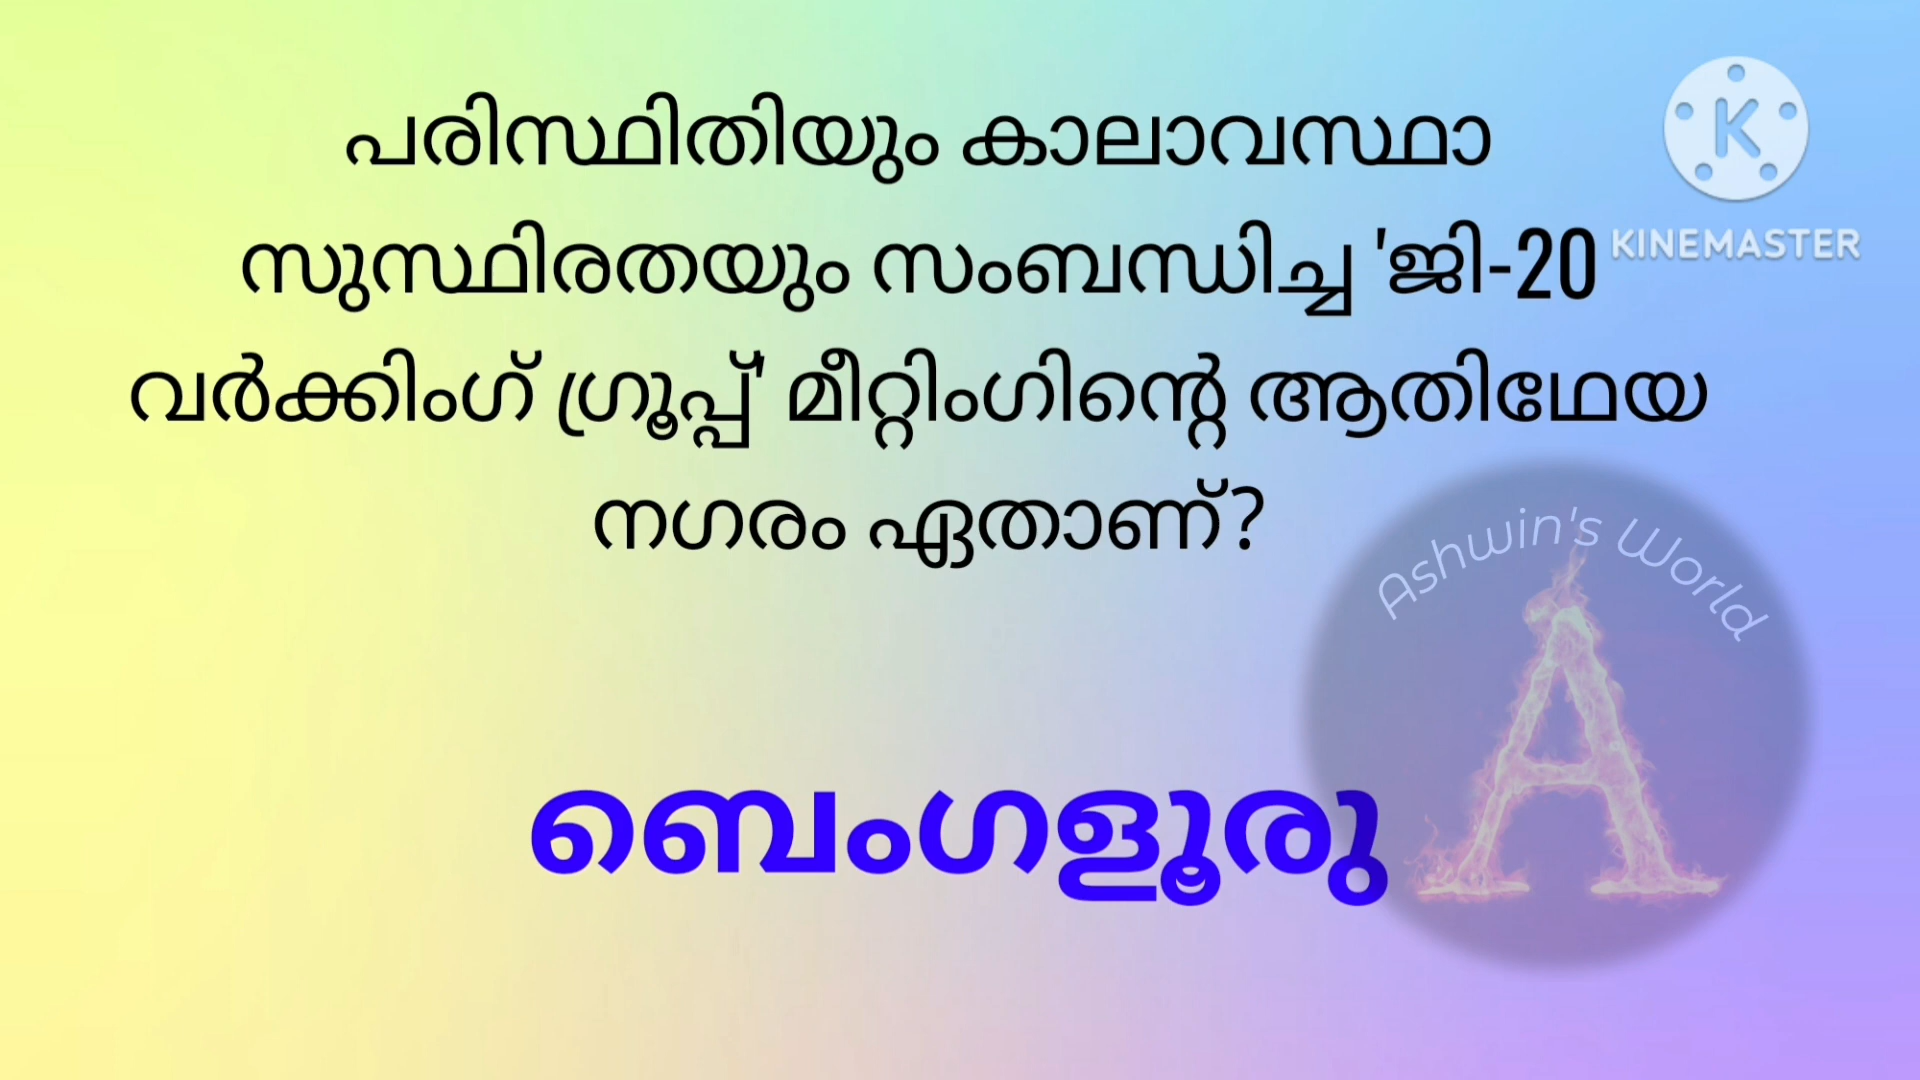 പരിസ്ഥിതിയും കാലാവസ്ഥാ
സുസ്ഥിരതയും സംബന്ധിച്ച 'ജി-20
വർക്കിംഗ് ഗ്രൂപ്പ്' മീറ്റിംഗിന്റെ ആതിഥേയ
നഗരം ഏതാണ്?
ബെംഗളൂരു
K
KINEMASTER
Ashwin's World
A